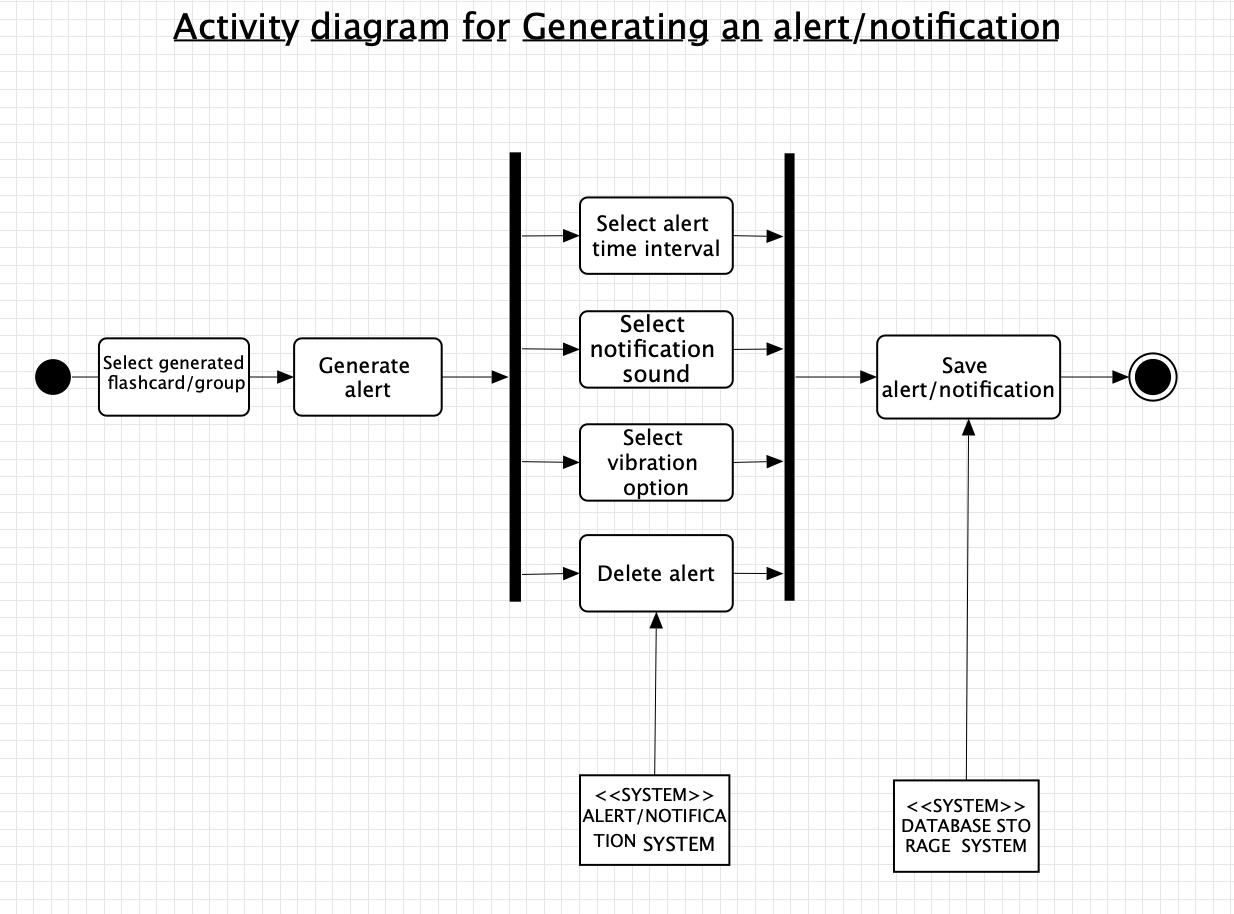 Activity diagram for Generating an alert/notification
Select alert
time interval
Select generated
flashcard/group
Generate
alert
Select
notification
sound
Save
alert/notification
Select
vibration
option
Delete alert
<<SYSTEM>>
ALERT/NOTIFICA
TION SYSTEM
<<SYSTEM>>
DATABASE STO
RAGE SYSTEM